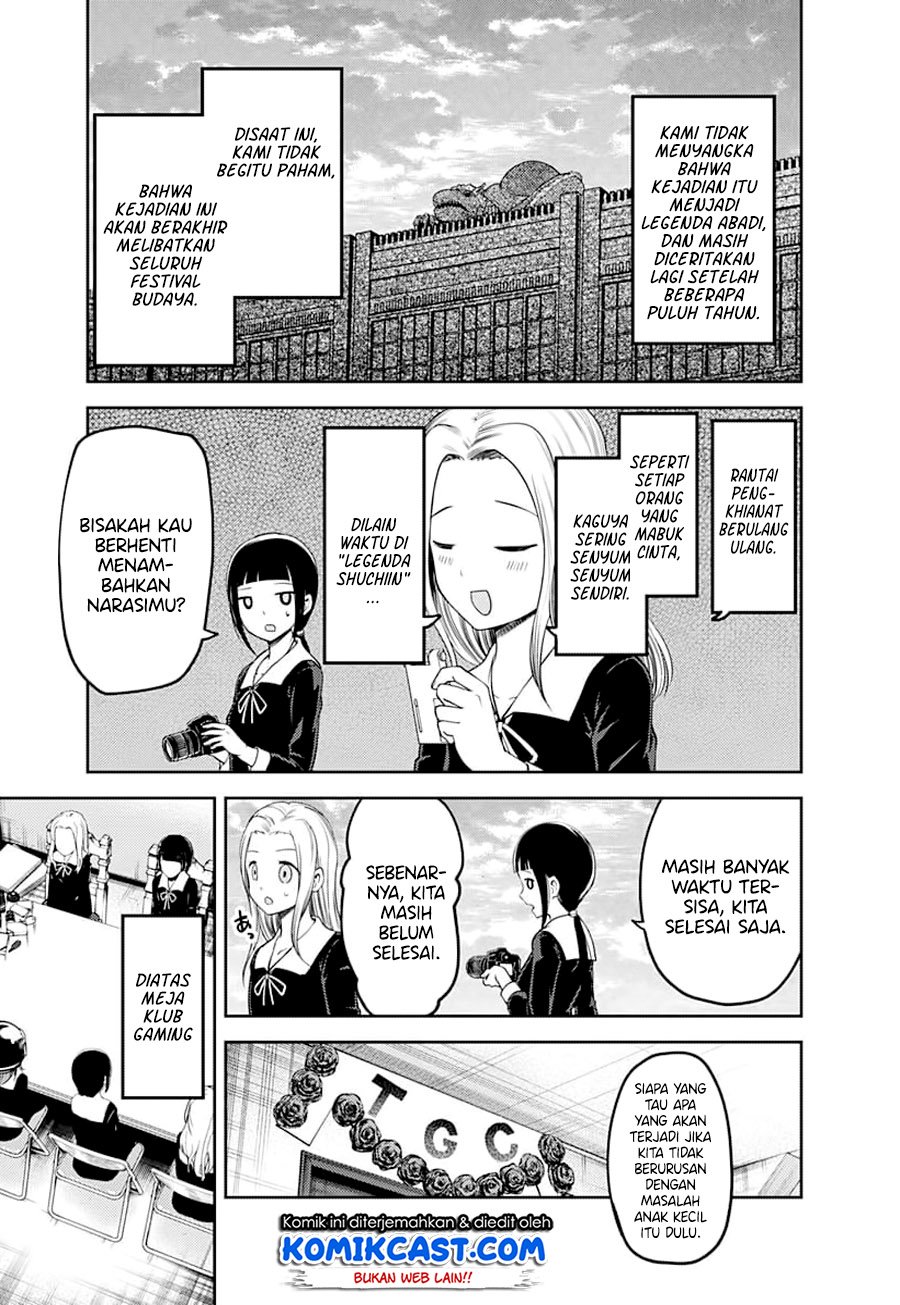 KAMI TIDAK
MENYANGKA
BAHWA
KEJADIAN ITU
MENJADI
LEGENDA ABADI,
DAN MASIH
DICERITAKAN
LAGI SETELAH
BEBERAPA
PULUH TAHUN.
DISAAT INI,
KAMI TIDAK
BEGITU PAHAM,
BAHWA
KEJADIAN INI
AKAN BERAKHIR
MELIBATKAN
SELURUH
FESTIVAL
BUDAYA.
RANTAI
PENG-
KHIANAT
BERULANG
ULANG.
SEPERTI
SETIAP
ORANG
YANG
MABUK
CINTA,
KAGUYA
SERING
SENYUM
SENYUM
SENDIRI.
DILAIN
WAKTU DI
"LEGENDA
SHUCHIIN"
...
BISAKAH KAU
BERHENTI
MENAM-
BAHKAN
NARASIMU?
MASIH BANYAK
WAKTU TER-
SISA, KITA
SELESAI SAJA.
SEBENAR-
NYA, KITA
MASIH
BELUM
SELESAI.
あっ
SIAPA YANG
TAU APA
YANG AKAN
TERJADI JIKA
KITA TIDAK
BERURUSAN
DENGAN
MASALAH
ANAK KECIL
ITU DULU.
TGC
DIATAS
MEJA
KLUB
GAMING
Komik ini diterjemahkan & diedit oleh
KOMIKCAST.COM
BUKAN WEB LAIN!!